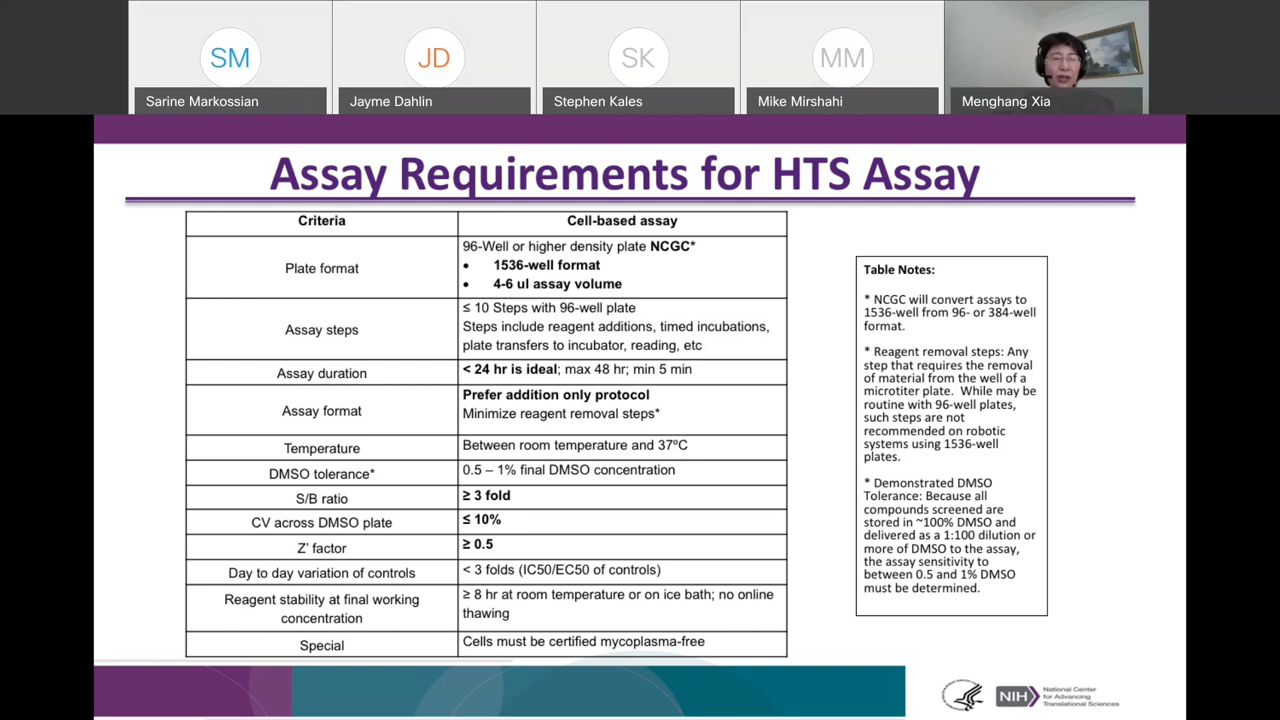 SM
JD
SK
MM
Sarine Markossian
Jayme Dahlin
Stephen Kales
Mike Mirshahi
Menghang Xia
Assay Requirements for HTS Assay
Criteria
Cell-based assay
Plate format
96-Well or higher density plate NCGC*
• 1536-well format
• 4-6 ul assay volume
Assay steps
≤ 10 Steps with 96-well plate
Steps include reagent additions, timed incubations,
plate transfers to incubator, reading, etc
Assay duration
< 24 hr is ideal; max 48 hr; min 5 min
Assay format
Prefer addition only protocol
Minimize reagent removal steps*
Temperature
Between room temperature and 37ºC
DMSO tolerance*
0.5 – 1% final DMSO concentration
S/B ratio
≥ 3 fold
CV across DMSO plate
≤ 10%
Z’ factor
≥ 0.5
Day to day variation of controls
< 3 folds (IC50/EC50 of controls)
Reagent stability at final working
concentration
≥ 8 hr at room temperature or on ice bath; no online
thawing
Special
Cells must be certified mycoplasma-free
Table Notes:
* NCGC will convert assays to
1536-well from 96- or 384-well
format.
* Reagent removal steps: Any
step that requires the removal
of material from the well of a
microtiter plate. While may be
routine with 96-well plates,
such steps are not
recommended on robotic
systems using 1536-well
plates.
* Demonstrated DMSO
Tolerance: Because all
compounds screened are
stored in ~100% DMSO and
delivered as a 1:100 dilution or
more of DMSO to the assay,
the assay sensitivity to
between 0.5 and 1% DMSO
must be determined.
NIH
National Center
for Advancing
Translational Sciences